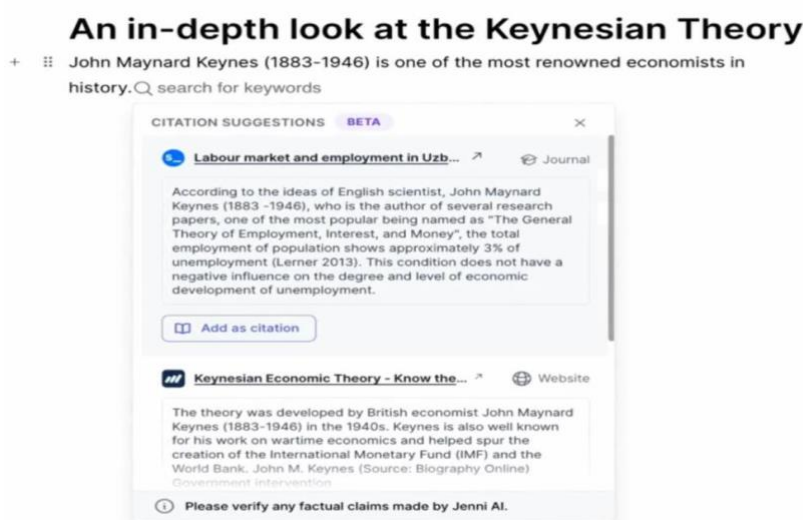 An in-depth look at the Keynesian Theory
John Maynard Keynes (1883-1946) is one of the most renowned economists in
history. search for keywords
CITATION SUGGESTIONS BETA
Labour market and employment in Uzb... Journal
According to the ideas of English scientist, John Maynard
Keynes (1883 -1946), who is the author of several research
papers, one of the most popular being named as "The General
Theory of Employment, Interest, and Money", the total
employment of population shows approximately 3% of
unemployment (Lerner 2013). This condition does not have a
negative influence on the degree and level of economic
development of unemployment.
Add as citation
Keynesian Economic Theory - Know the... Website
The theory was developed by British economist John Maynard
Keynes (1883-1946) in the 1940s. Keynes is also well known
for his work on wartime economics and helped spur the
creation of the International Monetary Fund (IMF) and the
World Bank. John M. Keynes (Source: Biography Online)
Government intervention
Please verify any factual claims made by Jenni AI.